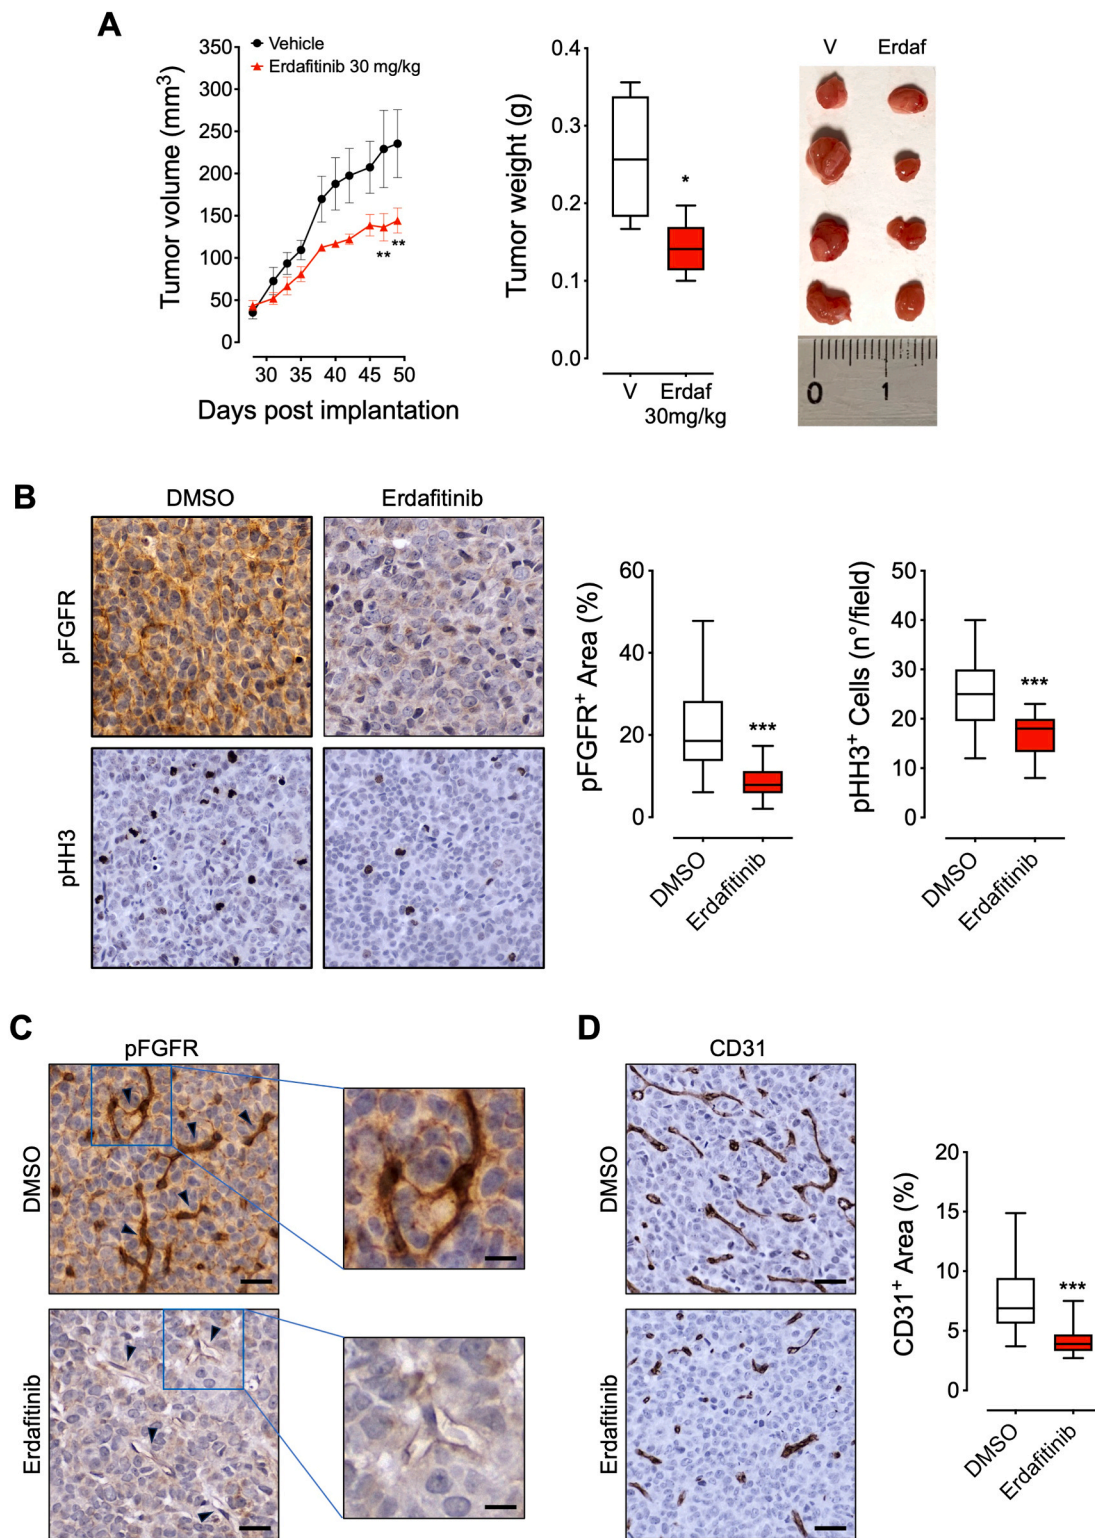 A
Vehicle
Erdafitinib 30 mg/kg
Tumor volume (mm³)
350
300
250
200
150
100
50
0
**
**
30 35 40 45 50
Days post implantation
Tumor weight (g)
0.4
0.3
0.2
0.1
0.0
*
V Erdaf
30mg/kg
V Erdaf
0 1
B
DMSO Erdafitinib
pFGFR
pHH3
pFGFR⁺ Area (%)
60
40
20
0
***
DMSO
Erdafitinib
pHH3⁺ Cells (n°/field)
50
40
30
20
10
0
***
DMSO
Erdafitinib
C
pFGFR
DMSO
Erdafitinib
D
CD31
DMSO
Erdafitinib
CD31⁺ Area (%)
20
15
10
5
0
***
DMSO
Erdafitinib